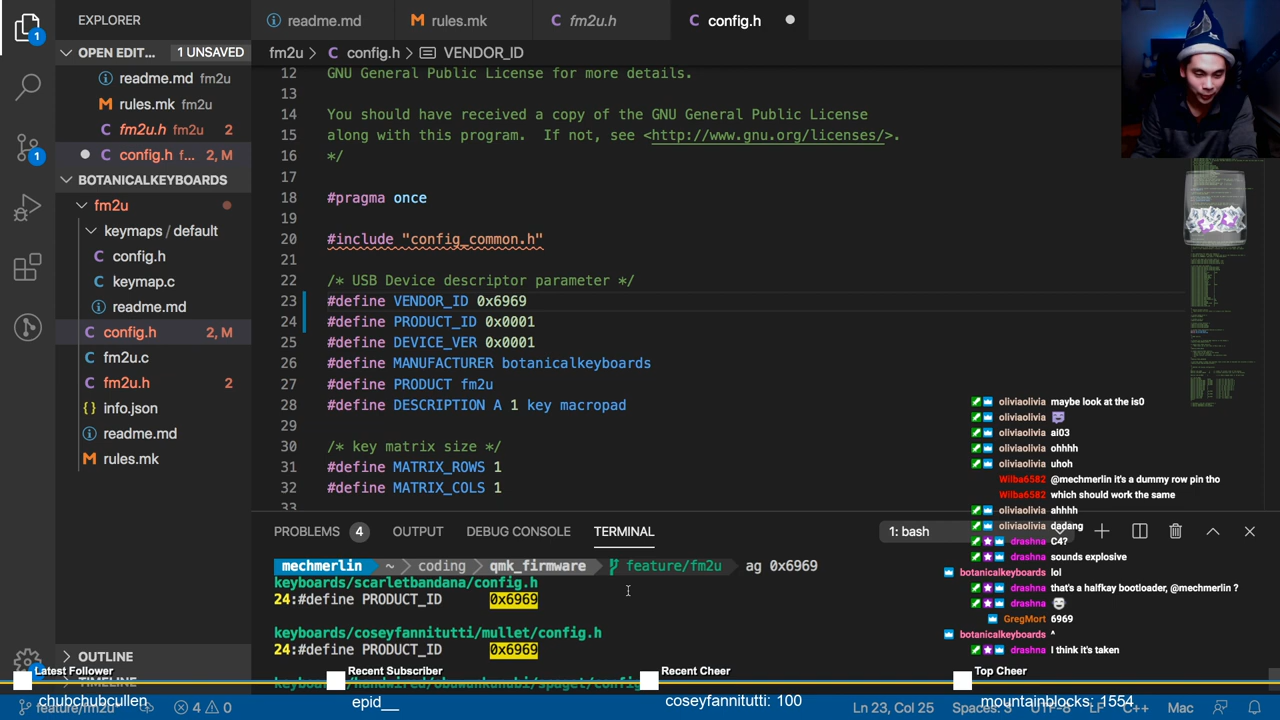 EXPLORER
readme.md
rules.mk
fm2u.h
config.h
OPEN EDIT...
1 UNSAVED
fm2u
config.h
VENDOR_ID
readme.md fm2u
rules.mk fm2u
fm2u.h fm2u 2
config.h f... 2, M
BOTANICALKEYBOARDS
fm2u
keymaps / default
config.h
keymap.c
readme.md
config.h 2, M
fm2u.c
fm2u.h 2
info.json
readme.md
rules.mk
OUTLINE
1
1
12 GNU General Public License for more details.
13
14 You should have received a copy of the GNU General Public License
15 along with this program. If not, see <http://www.gnu.org/licenses/>.
16 */
17
18 #pragma once
19
20 #include "config_common.h"
21
22 /* USB Device descriptor parameter */
23 #define VENDOR_ID 0x6969
24 #define PRODUCT_ID 0x0001
25 #define DEVICE_VER 0x0001
26 #define MANUFACTURER botanicalkeyboards
27 #define PRODUCT fm2u
28 #define DESCRIPTION A 1 key macropad
29
30 /* key matrix size */
31 #define MATRIX_ROWS 1
32 #define MATRIX_COLS 1
33
PROBLEMS 4 OUTPUT DEBUG CONSOLE TERMINAL
1: bash
mechmerlin ~ coding qmk_firmware feature/fm2u ag 0x6969
keyboards/scarletbandana/config.h
24:#define PRODUCT_ID 0x6969
keyboards/coseyfannitutti/mullet/config.h
24:#define PRODUCT_ID 0x6969
oliviaolivia maybe look at the is0
oliviaolivia
oliviaolivia ai03
oliviaolivia ohhhh
oliviaolivia uhoh
Wilba6582 @mechmerlin it's a dummy row pin tho
Wilba6582 which should work the same
oliviaolivia ahhhh
oliviaolivia dadang
drashna C4?
drashna sounds explosive
botanicalkeyboards lol
drashna that's a halfkay bootloader, @mechmerlin ?
drashna
GregMort 6969
botanicalkeyboards ^
drashna I think it's taken
Latest Follower
chubchubcullen
Recent Subscriber
epid__
Recent Cheer
coseyfannitutti: 100
Top Cheer
mountainblocks: 1554
feature/fm2u
4 0
Ln 23, Col 25
C++
Mac